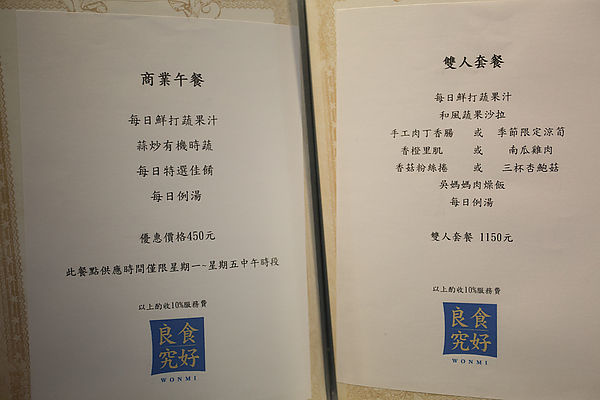 商業午餐
每日鮮打蔬果汁
蒜炒有機時蔬
每日特選佳餚
每日例湯
優惠價格450元
此餐點供應時間僅限星期一~星期五中午時段
以上酌收10%服務費
良食
究好
WONMI
雙人套餐
每日鮮打蔬果汁
和風蔬果沙拉
手工肉丁香腸 或 季節限定涼筍
香橙里肌 或 南瓜雞肉
香菇粉絲捲 或 三杯杏鮑菇
吳媽媽肉燥飯
每日例湯
雙人套餐 1150元
以上酌收10%服務費
良食
究好
WONMI